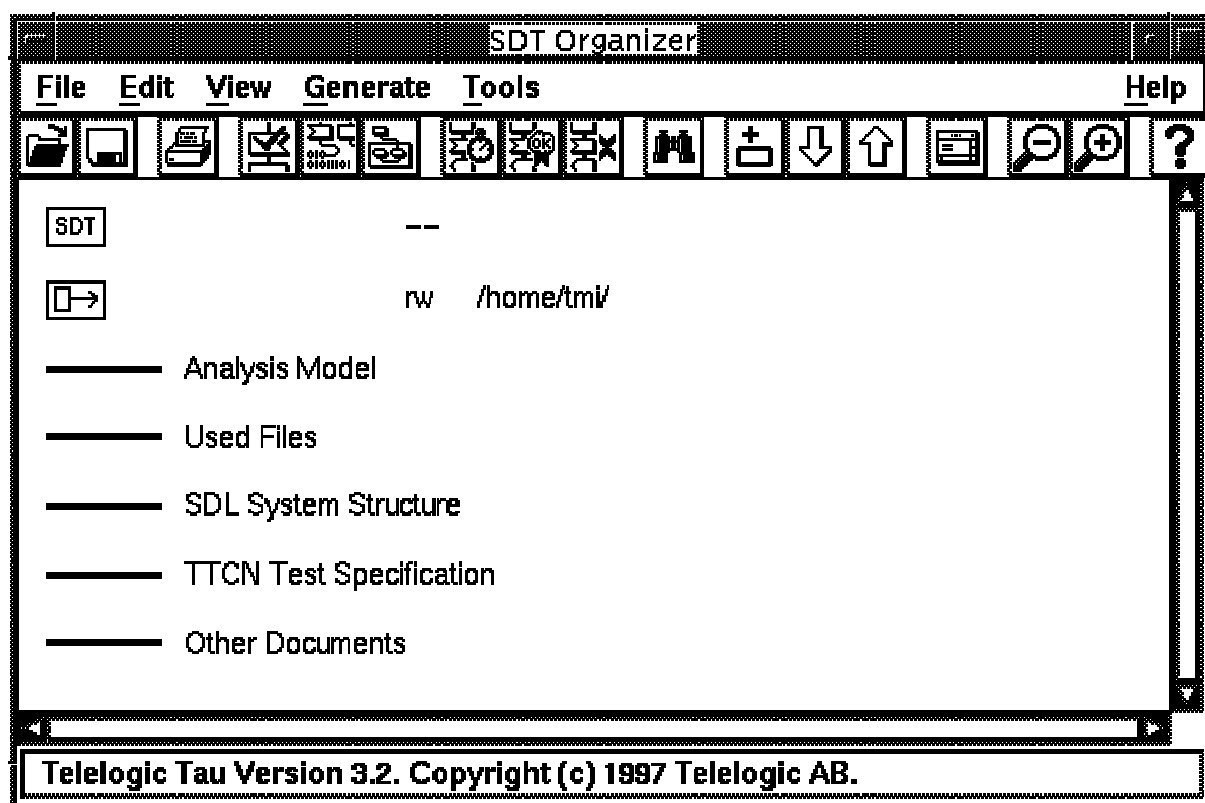 SDT Organizer
File Edit View Generate Tools Help
OK
SDT --
rw /home/tmi/
Analysis Model
Used Files
SDL System Structure
TTCN Test Specification
Other Documents
Telelogic Tau Version 3.2. Copyright (c) 1997 Telelogic AB.